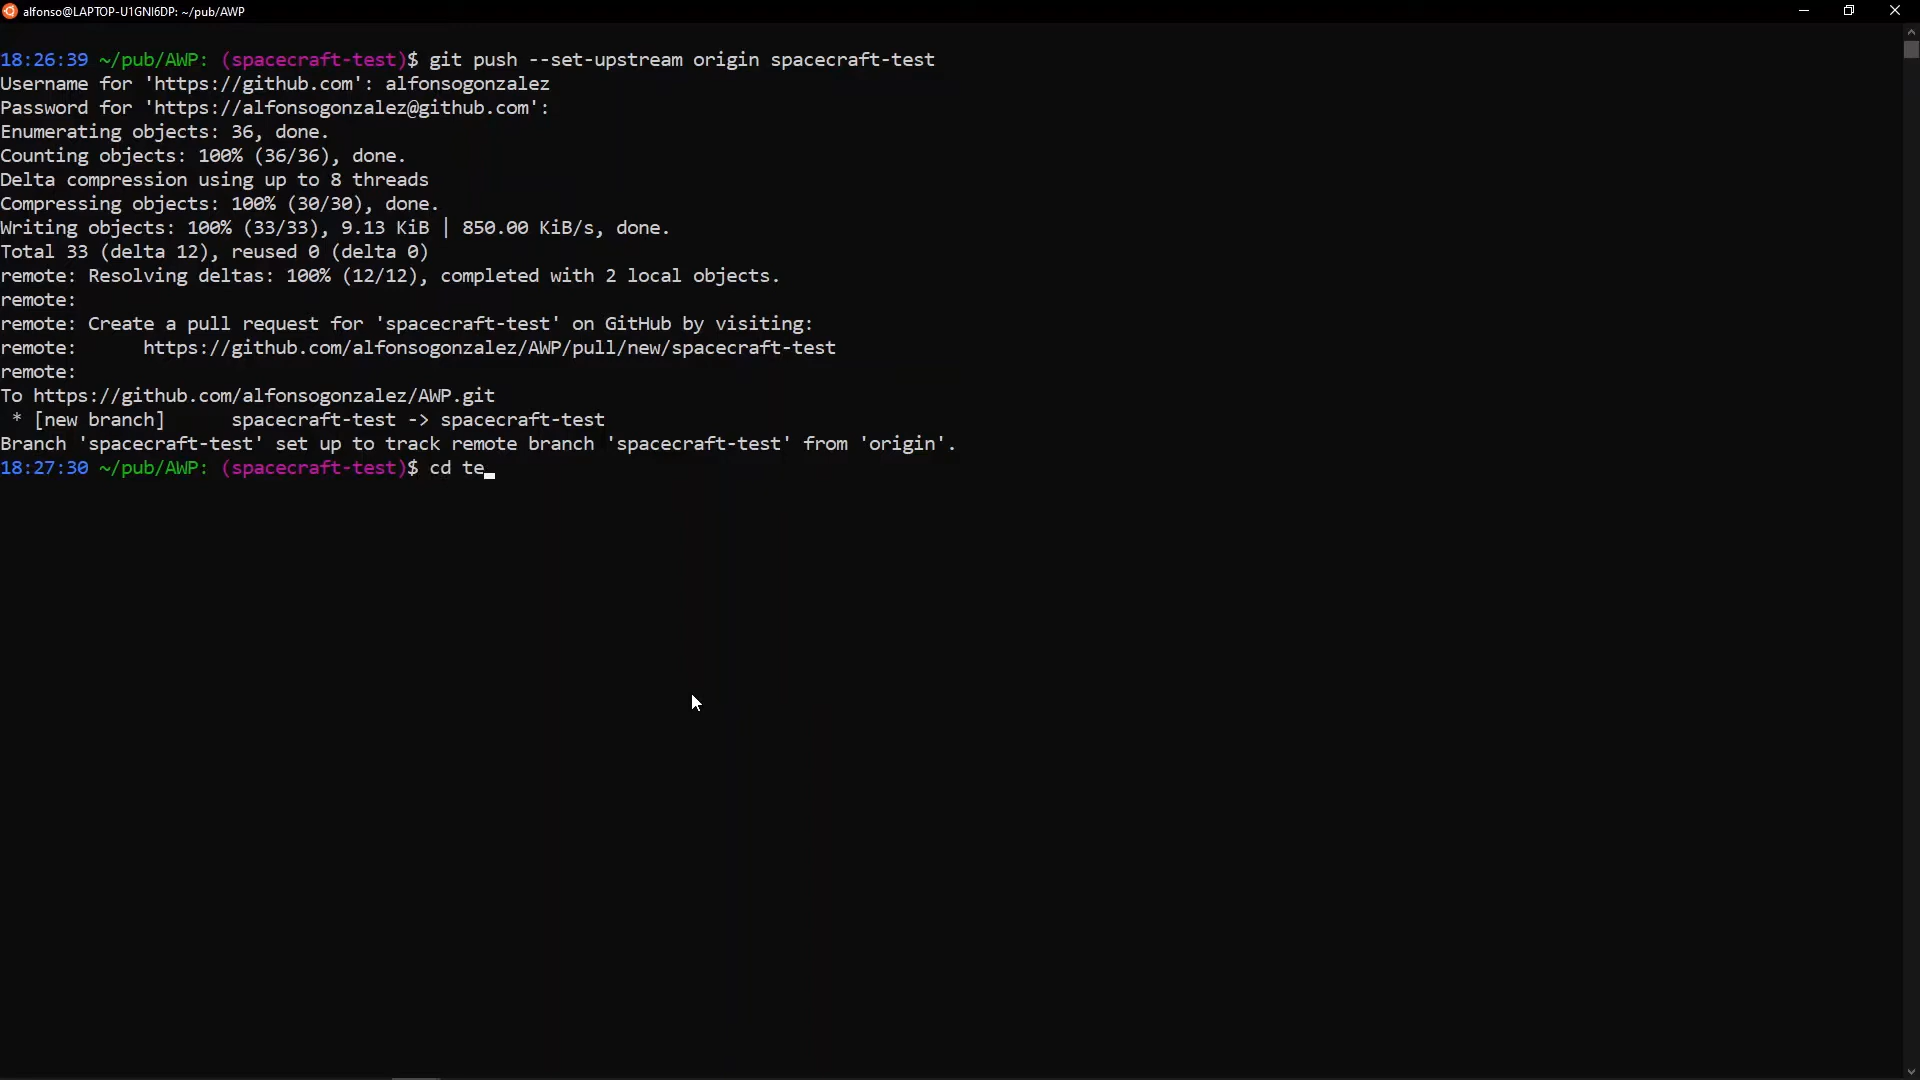 alfonso@LAPTOP-U1GNI6DP: ~/pub/AWP
18:26:39 ~/pub/AWP: (spacecraft-test)$ git push --set-upstream origin spacecraft-test
Username for 'https://github.com': alfonsogonzalez
Password for 'https://alfonsogonzalez@github.com':
Enumerating objects: 36, done.
Counting objects: 100% (36/36), done.
Delta compression using up to 8 threads
Compressing objects: 100% (30/30), done.
Writing objects: 100% (33/33), 9.13 KiB | 850.00 KiB/s, done.
Total 33 (delta 12), reused 0 (delta 0)
remote: Resolving deltas: 100% (12/12), completed with 2 local objects.
remote:
remote: Create a pull request for 'spacecraft-test' on GitHub by visiting:
remote:      https://github.com/alfonsogonzalez/AWP/pull/new/spacecraft-test
remote:
To https://github.com/alfonsogonzalez/AWP.git
 * [new branch]      spacecraft-test -> spacecraft-test
Branch 'spacecraft-test' set up to track remote branch 'spacecraft-test' from 'origin'.
18:27:30 ~/pub/AWP: (spacecraft-test)$ cd te